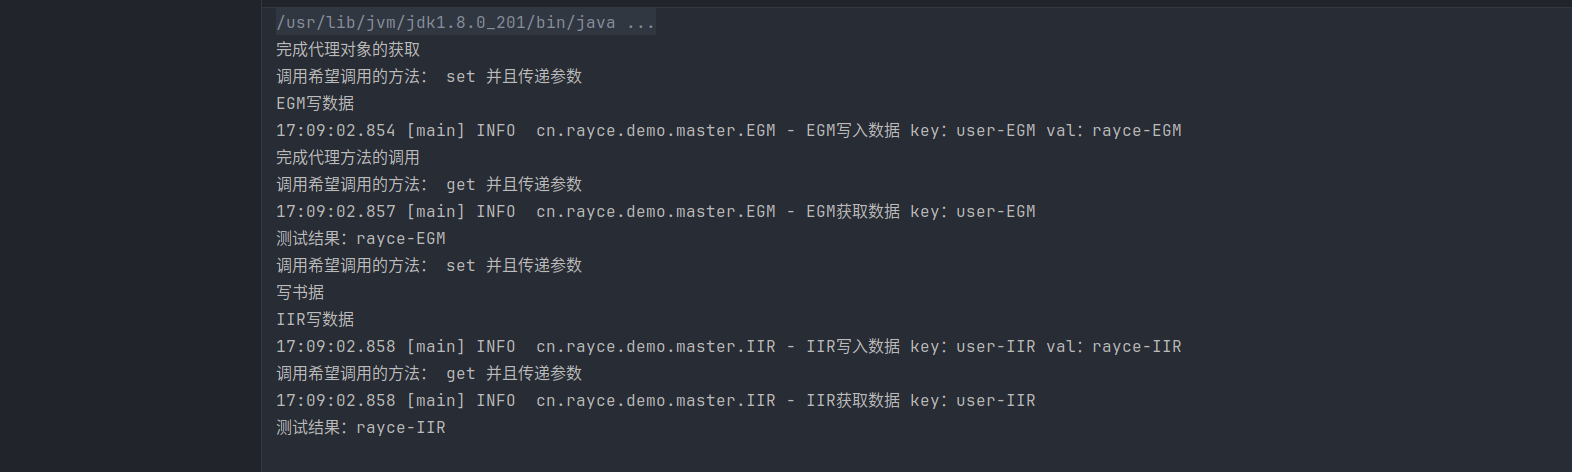 /usr/lib/jvm/jdk1.8.0_201/bin/java ...
完成代理对象的获取
调用希望调用的方法： set 并且传递参数
EGM写数据
17:09:02.854 [main] INFO  cn.rayce.demo.master.EGM - EGM写入数据 key：user-EGM val：rayce-EGM
完成代理方法的调用
调用希望调用的方法： get 并且传递参数
17:09:02.857 [main] INFO  cn.rayce.demo.master.EGM - EGM获取数据 key：user-EGM
测试结果：rayce-EGM
调用希望调用的方法： set 并且传递参数
写书据
IIR写数据
17:09:02.858 [main] INFO  cn.rayce.demo.master.IIR - IIR写入数据 key：user-IIR val：rayce-IIR
调用希望调用的方法： get 并且传递参数
17:09:02.858 [main] INFO  cn.rayce.demo.master.IIR - IIR获取数据 key：user-IIR
测试结果：rayce-IIR